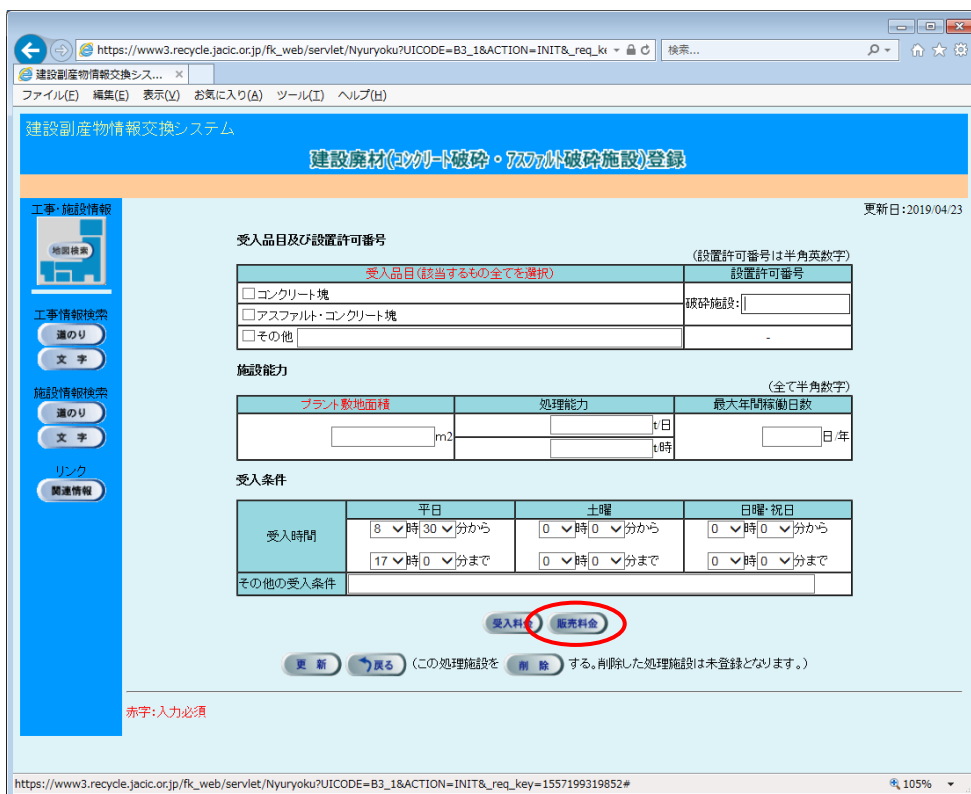 https://www3.recycle.jacic.or.jp/fk_web/servlet/Nyuryoku?UICODE=B3_1&ACTION=INIT&_req_ke
検索...
建設副産物情報交換シス... ×
ファイル(F) 編集(E) 表示(V) お気に入り(A) ツール(T) ヘルプ(H)
建設副産物情報交換システム
建設廃材(ｺﾝｸﾘｰﾄ破砕・ｱｽﾌｧﾙﾄ破砕施設)登録
更新日:2019/04/23
工事・施設情報
地図検索
工事情報検索
道のり
文 字
施設情報検索
道のり
文 字
リンク
関連情報
受入品目及び設置許可番号
(設置許可番号は半角英数字)
受入品目(該当するもの全てを選択) 設置許可番号
コンクリート塊
破砕施設:
アスファルト・コンクリート塊
その他 -
施設能力
(全て半角数字)
プラント敷地面積 処理能力 最大年間稼働日数
m2 t/日 日/年
t/時
受入条件
平日 土曜 日曜・祝日
受入時間
8 時 30 分から 0 時 0 分から 0 時 0 分から
17 時 0 分まで 0 時 0 分まで 0 時 0 分まで
その他の受入条件
受入料金 販売料金
更 新 戻る (この処理施設を 削 除 する。削除した処理施設は未登録となります。)
赤字:入力必須
https://www3.recycle.jacic.or.jp/fk_web/servlet/Nyuryoku?UICODE=B3_1&ACTION=INIT&_req_key=1557199319852#
105%